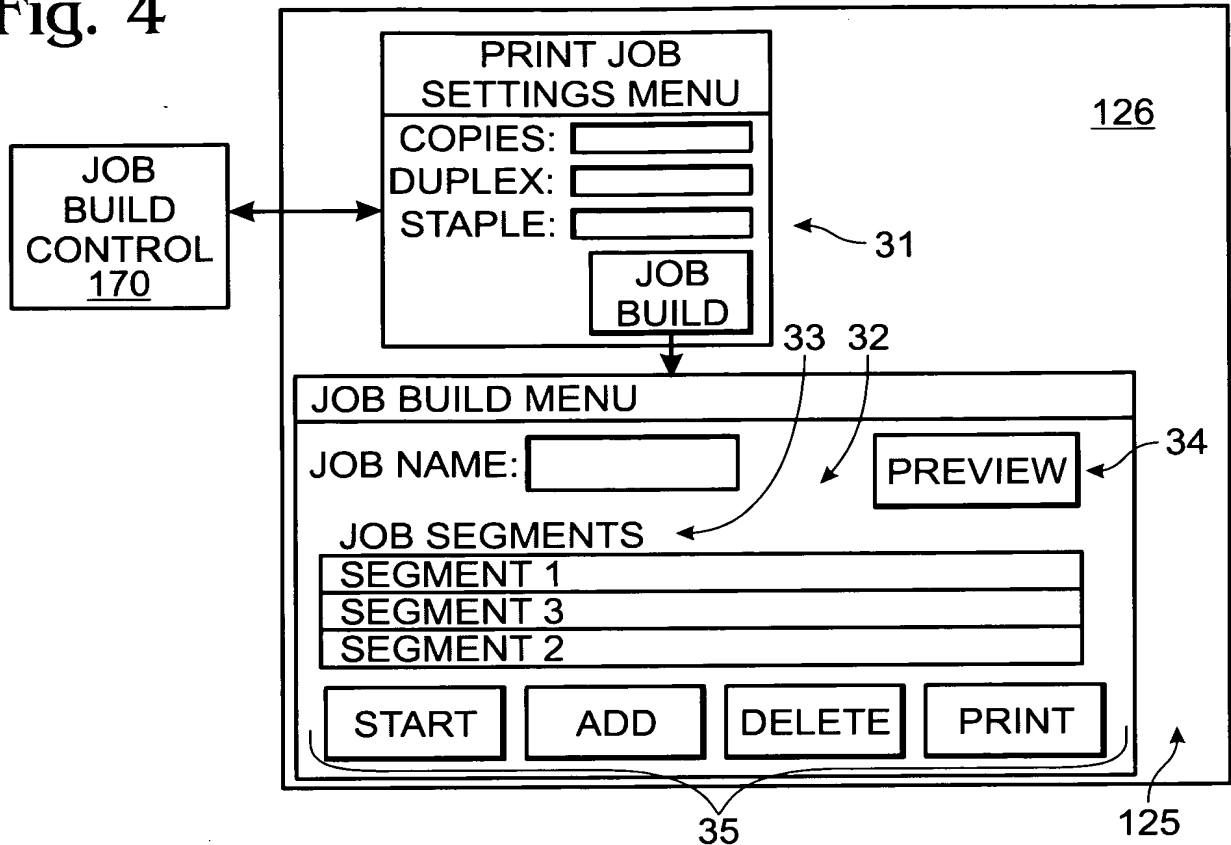 Fig. 4
PRINT JOB
SETTINGS MENU
126
COPIES:
DUPLEX:
STAPLE:
JOB
BUILD
CONTROL
170
31
JOB
BUILD
33
32
JOB BUILD MENU
JOB NAME:
PREVIEW
34
JOB SEGMENTS
SEGMENT 1
SEGMENT 3
SEGMENT 2
START
ADD
DELETE
PRINT
35
125